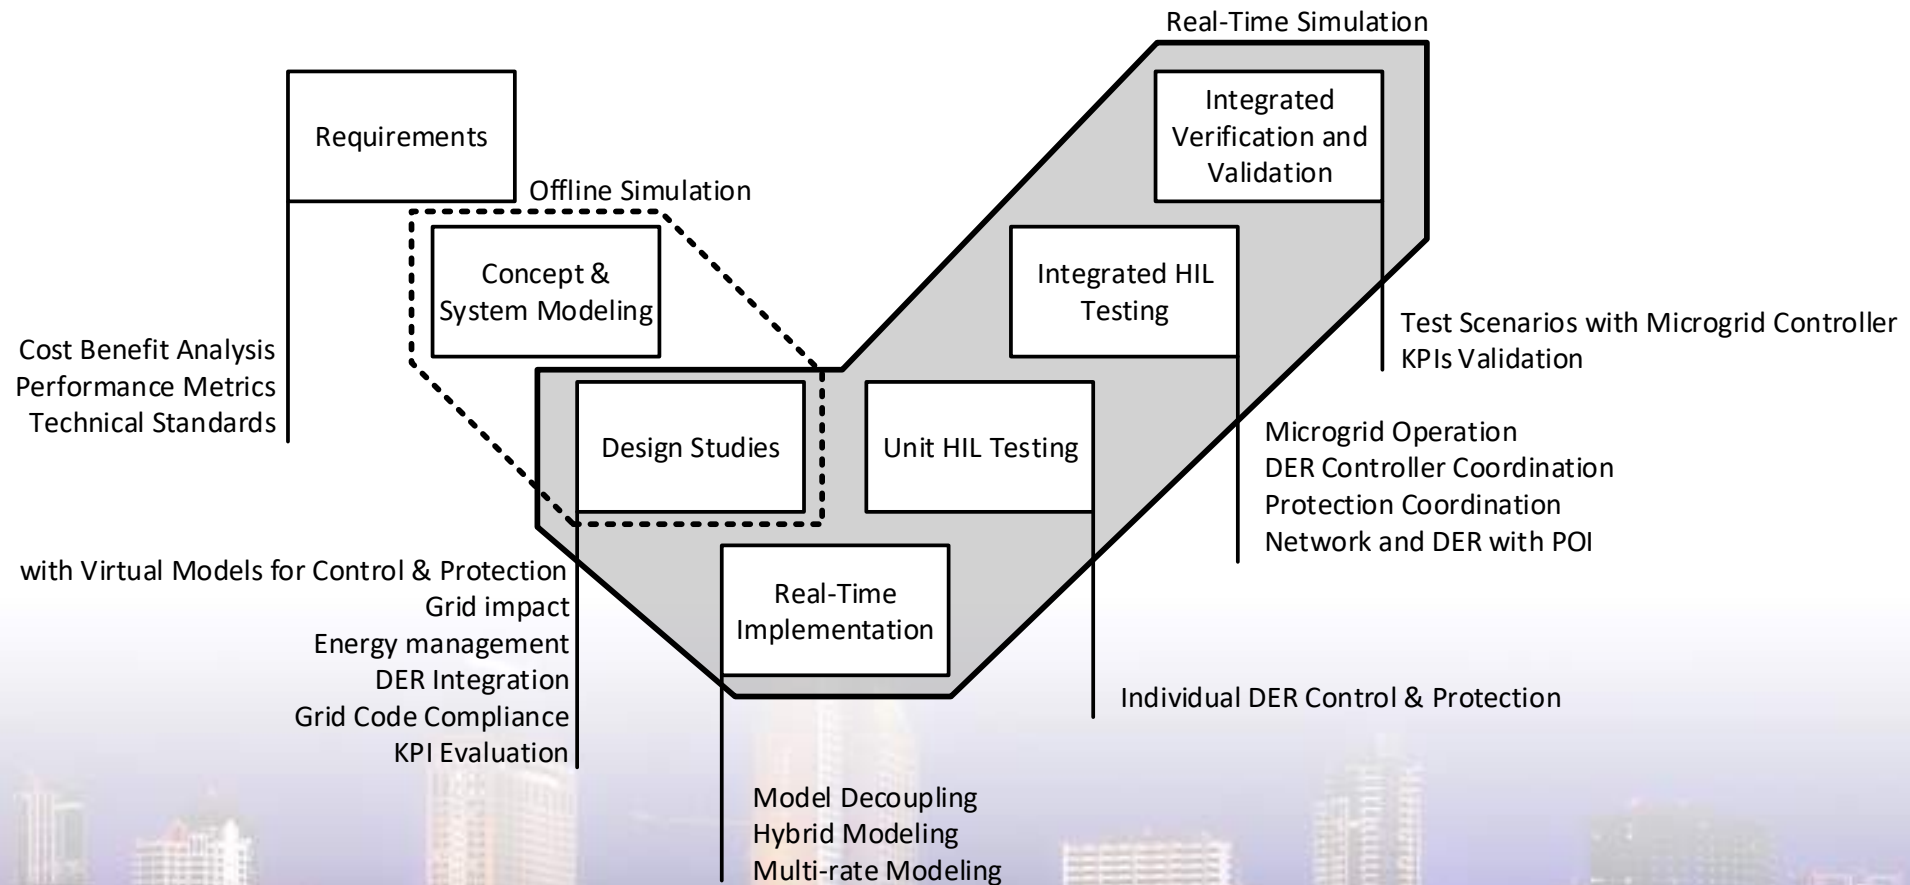 Real-Time Simulation
Requirements
Integrated
Verification and
Validation
Offline Simulation
Concept &
System Modeling
Integrated HIL
Testing
Cost Benefit Analysis
Performance Metrics
Technical Standards
Test Scenarios with Microgrid Controller
KPIs Validation
Design Studies
Unit HIL Testing
Microgrid Operation
DER Controller Coordination
Protection Coordination
Network and DER with POI
with Virtual Models for Control & Protection
Grid impact
Energy management
DER Integration
Grid Code Compliance
KPI Evaluation
Real-Time
Implementation
Individual DER Control & Protection
Model Decoupling
Hybrid Modeling
Multi-rate Modeling